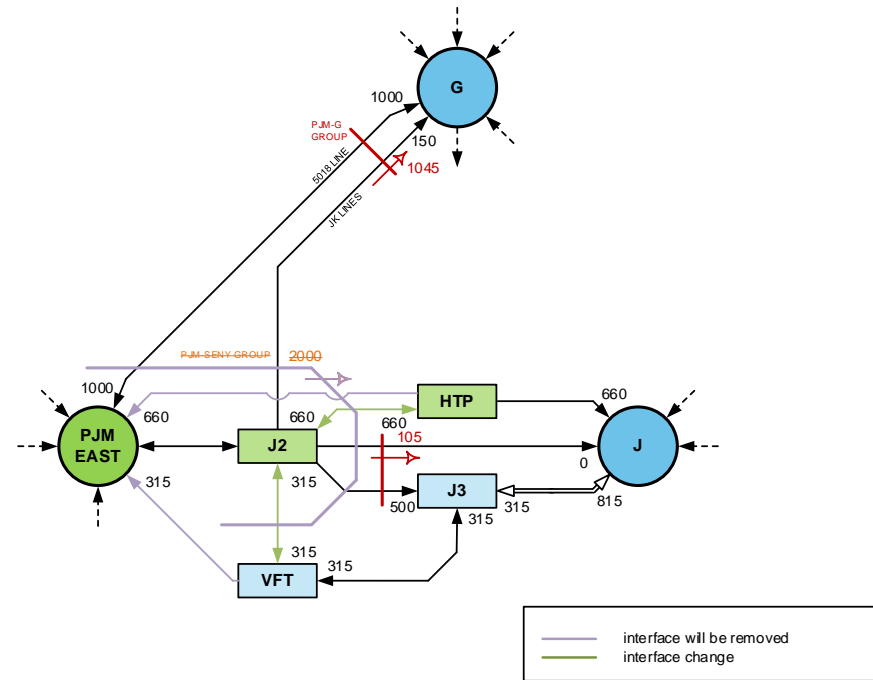 G
1000
PJM-G
GROUP
150
1045
5018 LINE
JK LINES
PJM-SENY GROUP
2000
1000
660
HTP
660
660
660
PJM
EAST
J2
105
J
0
315
315
J3
500
315
315
815
315
315
VFT
interface will be removed
interface change